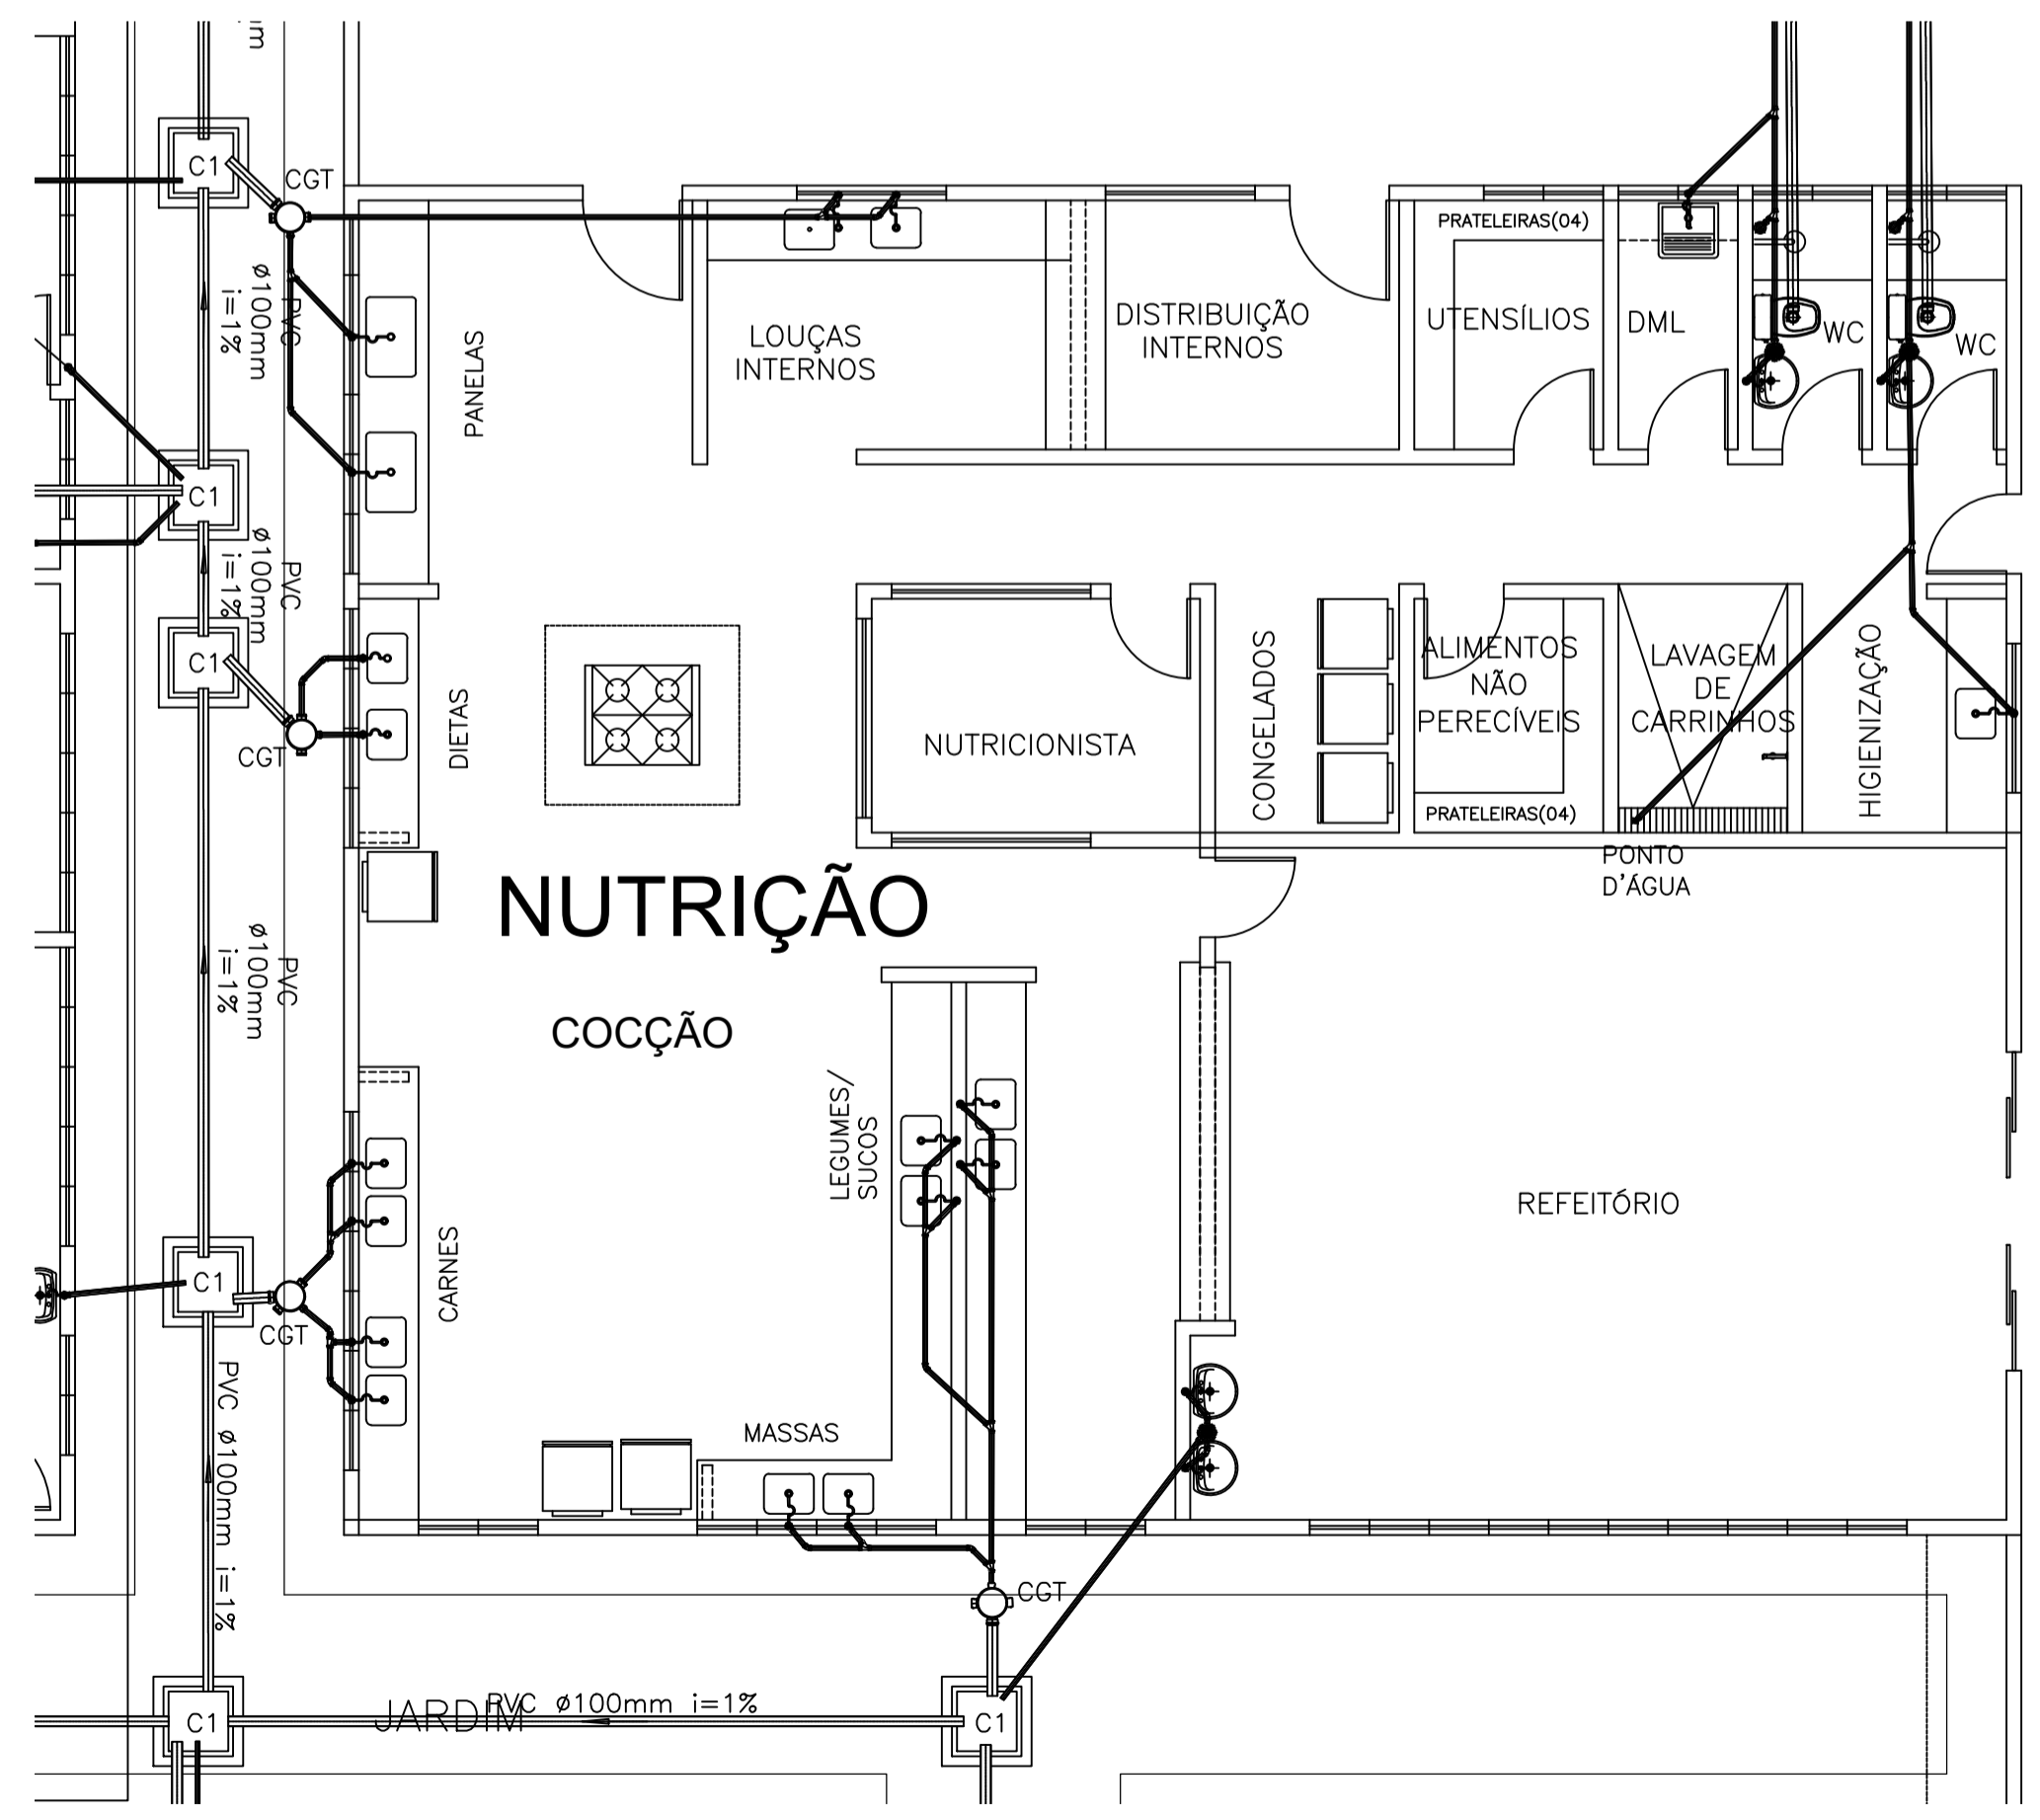 m
C1
CGT
PRATELEIRAS(04)
PVC
ø100mm
i=1%
PANELAS
LOUÇAS
INTERNOS
DISTRIBUIÇÃO
INTERNOS
UTENSÍLIOS
DML
WC
WC
C1
PVC
ø100mm
i=1%
C1
CGT
DIETAS
NUTRICIONISTA
CONGELADOS
ALIMENTOS
NÃO
PERECÍVEIS
PRATELEIRAS(04)
LAVAGEM
DE
CARRINHOS
HIGIENIZAÇÃO
PONTO
D'ÁGUA
NUTRIÇÃO
PVC
ø100mm
i=1%
COCÇÃO
LEGUMES/
SUCOS
REFEITÓRIO
C1
CGT
CARNES
PVC ø100mm i=1%
MASSAS
CGT
C1
JARDIM
PVC ø100mm i=1%
C1